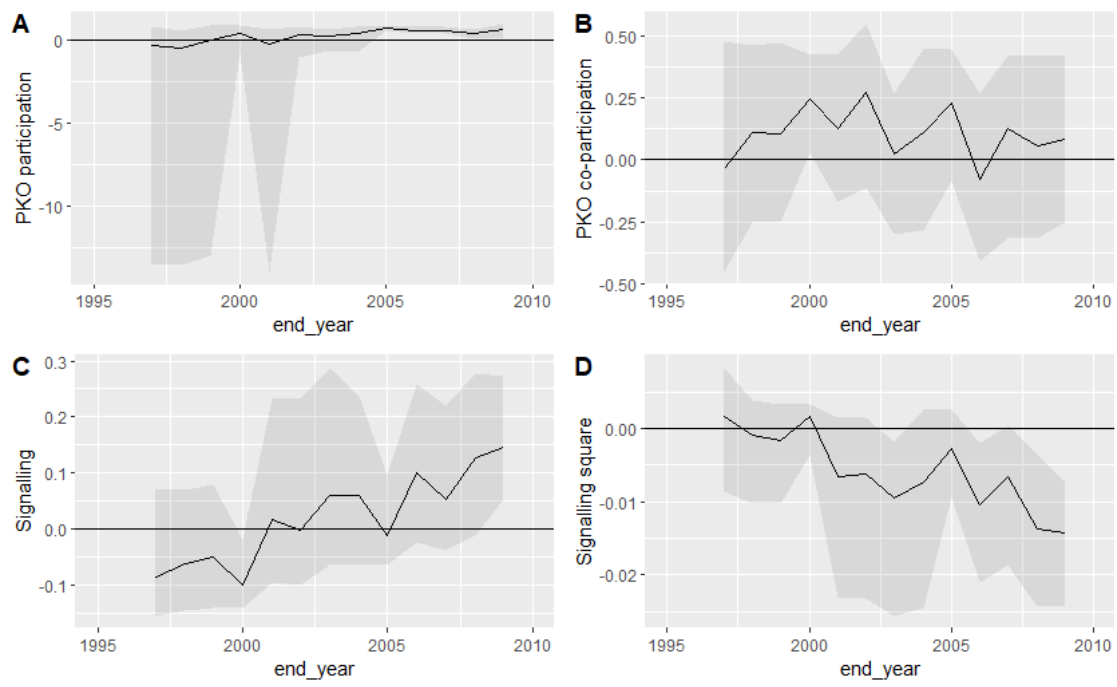 A
PKO participation
0
-5
-10
1995 2000 2005 2010
end_year
B
PKO co-participation
0.50
0.25
0.00
-0.25
-0.50
1995 2000 2005 2010
end_year
C
Signalling
0.3
0.2
0.1
0.0
-0.1
1995 2000 2005 2010
end_year
D
Signalling square
0.00
-0.01
-0.02
1995 2000 2005 2010
end_year